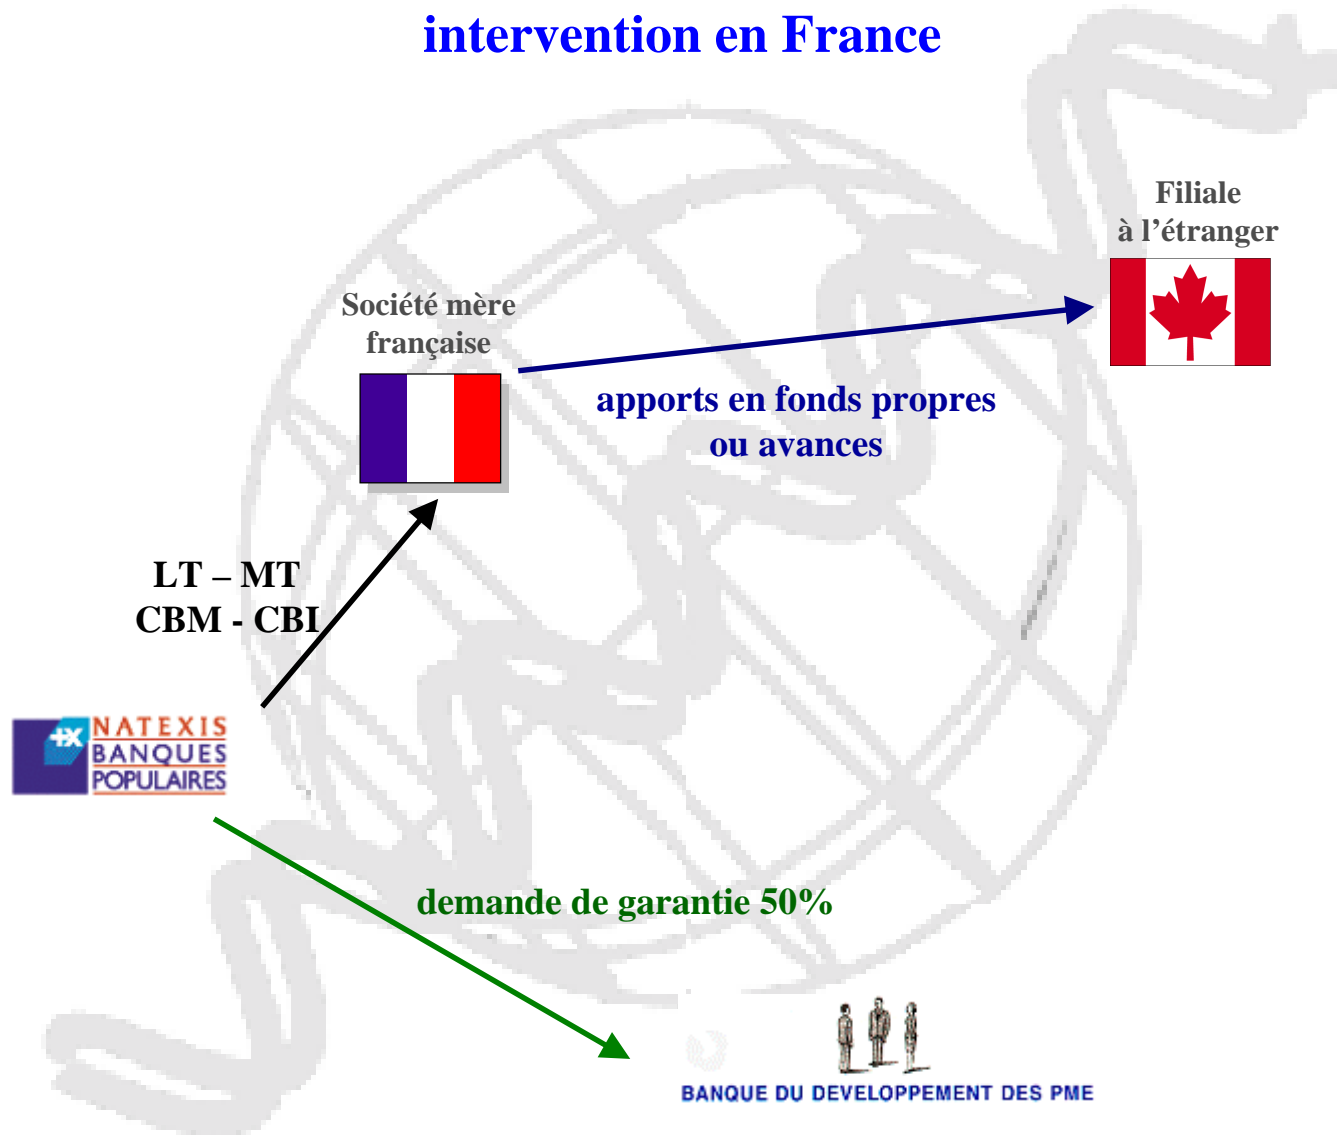 intervention en France
Filiale
à l’étranger
Société mère
française
apports en fonds propres
ou avances
LT – MT
CBM - CBI
NATEXIS
BANQUES
POPULAIRES
demande de garantie 50%
BANQUE DU DEVELOPPEMENT DES PME